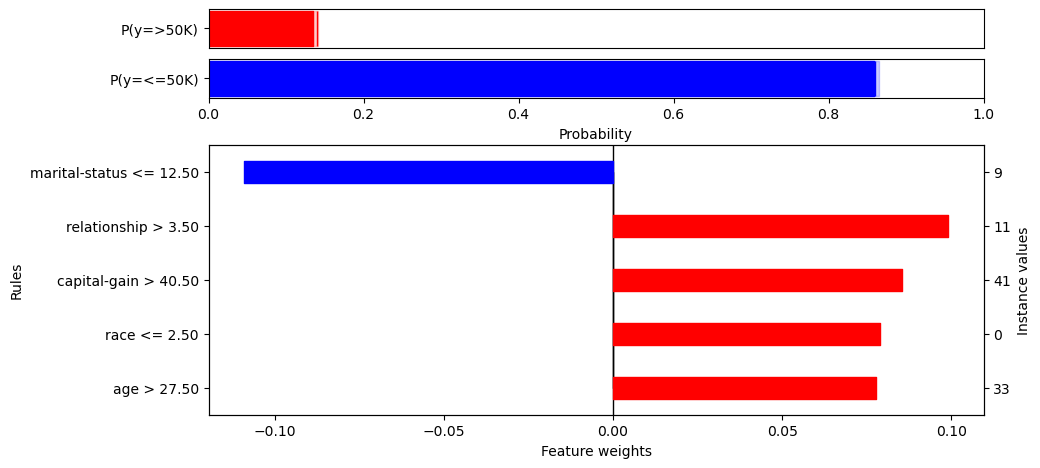 P(y=>50K)
P(y=<=50K)
0.0 0.2 0.4 0.6 0.8 1.0
Probability
marital-status <= 12.50 9
relationship > 3.50 11
capital-gain > 40.50 41
race <= 2.50 0
age > 27.50 33
Rules
Instance values
−0.10 −0.05 0.00 0.05 0.10
Feature weights